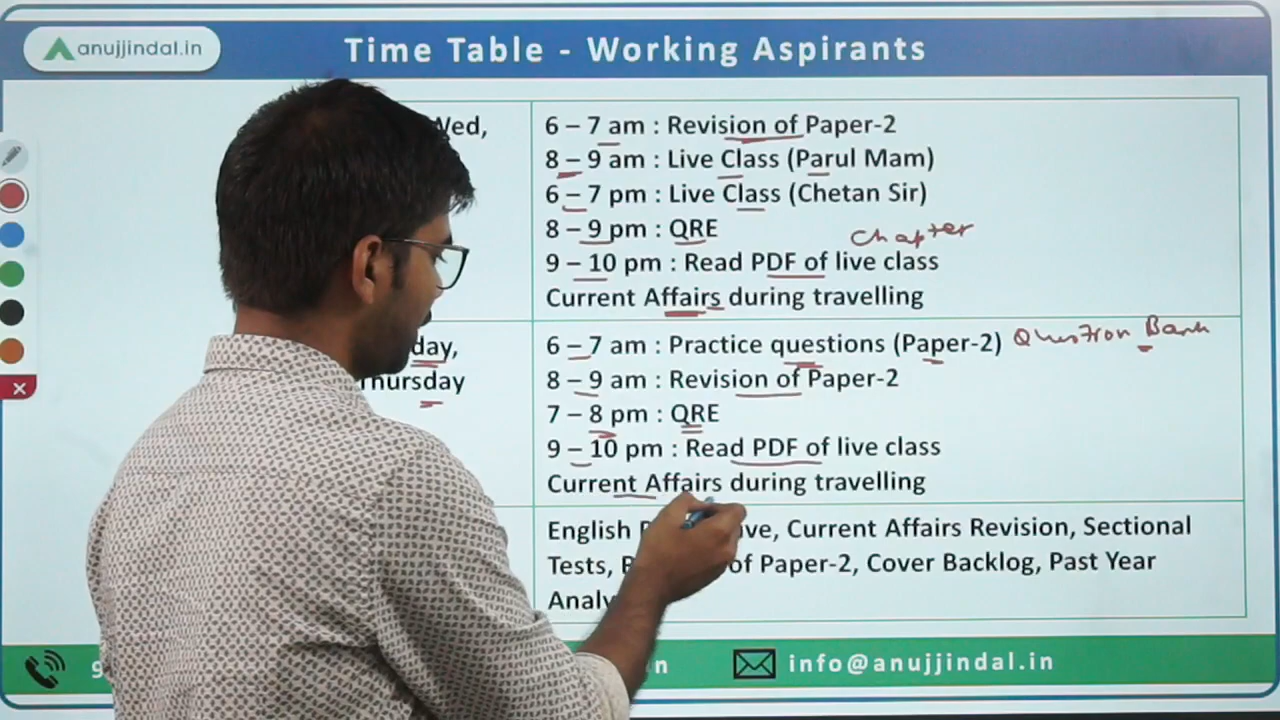 anujjindal.in
Time Table - Working Aspirants
Wed,
6 – 7 am : Revision of Paper-2
8 – 9 am : Live Class (Parul Mam)
6 – 7 pm : Live Class (Chetan Sir)
8 – 9 pm : QRE
Chapter
9 – 10 pm : Read PDF of live class
Current Affairs during travelling
day,
Thursday
6 – 7 am : Practice questions (Paper-2) Question Bank
8 – 9 am : Revision of Paper-2
7 – 8 pm : QRE
9 – 10 pm : Read PDF of live class
Current Affairs during travelling
English ive, Current Affairs Revision, Sectional
Tests, of Paper-2, Cover Backlog, Past Year
Analy
9 n info@anujjindal.in